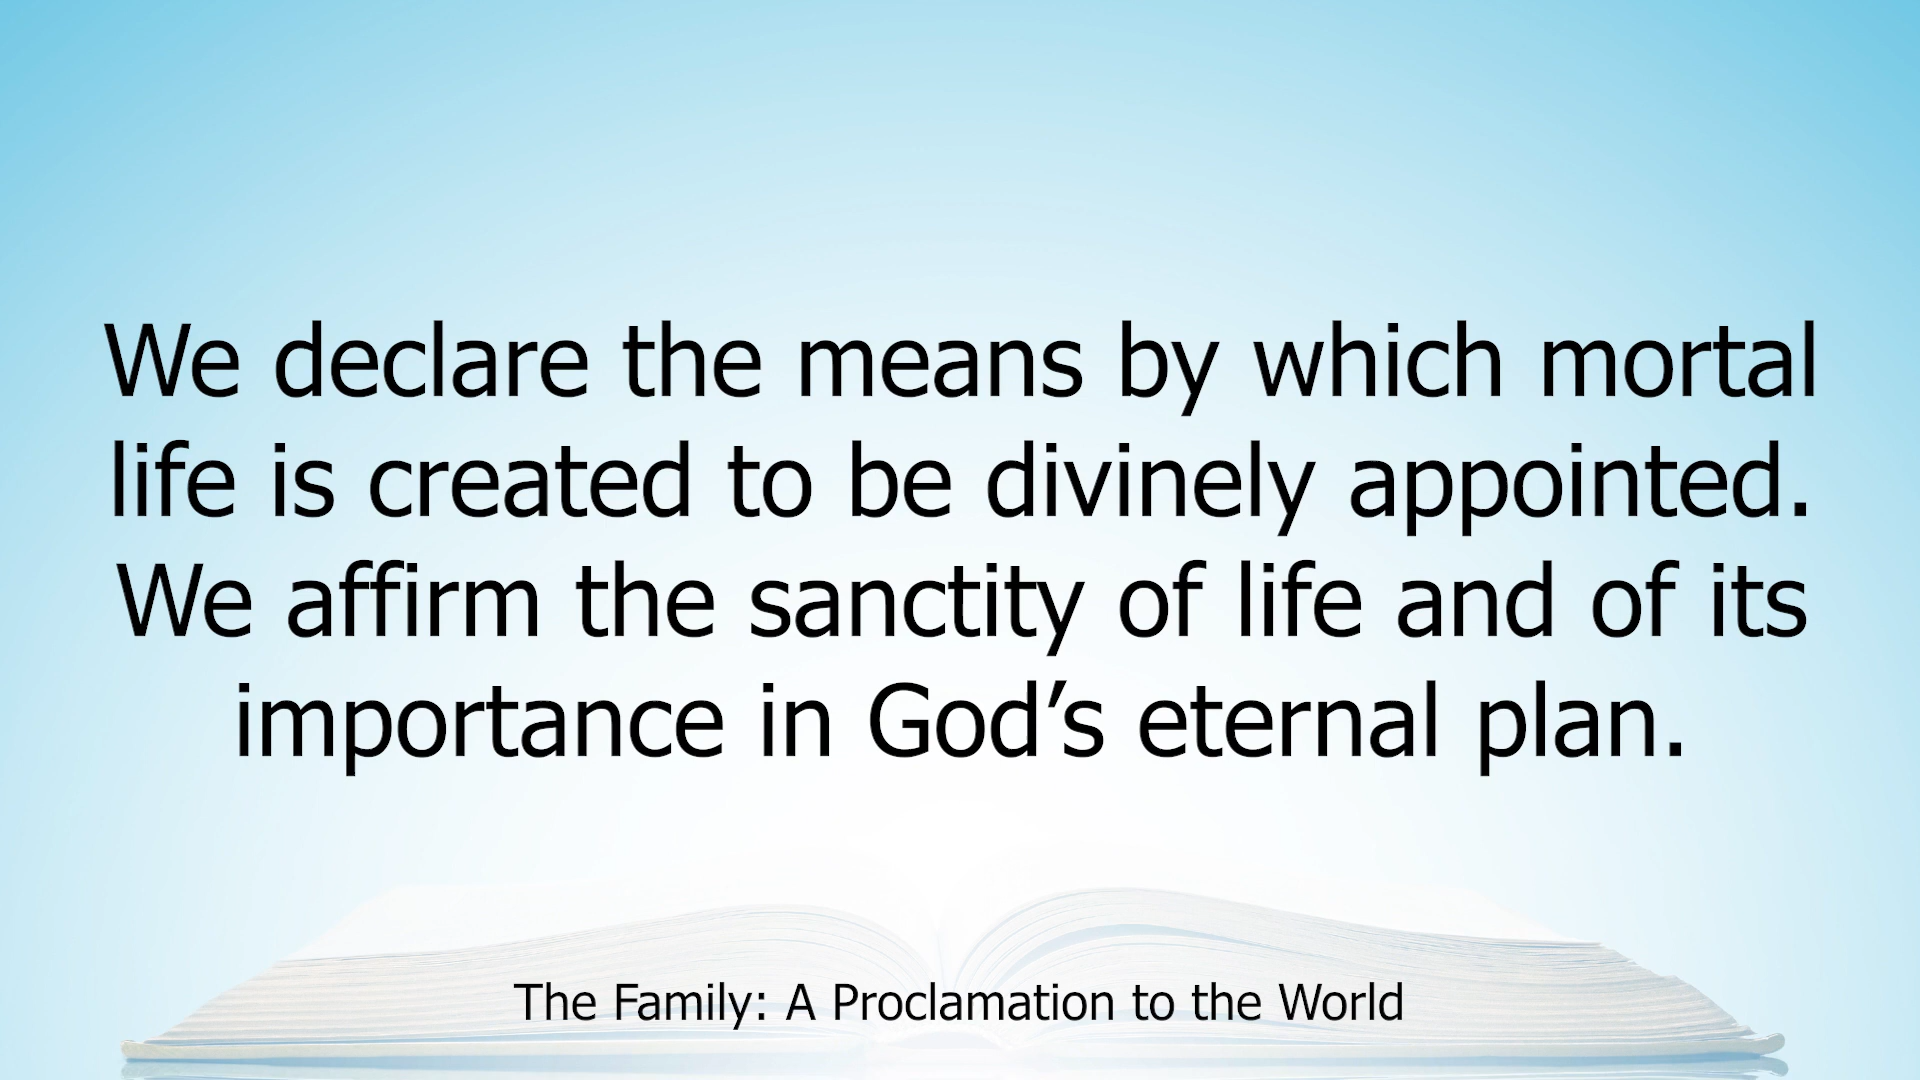 We declare the means by which mortal
life is created to be divinely appointed.
We affirm the sanctity of life and of its
importance in God’s eternal plan.
The Family: A Proclamation to the World